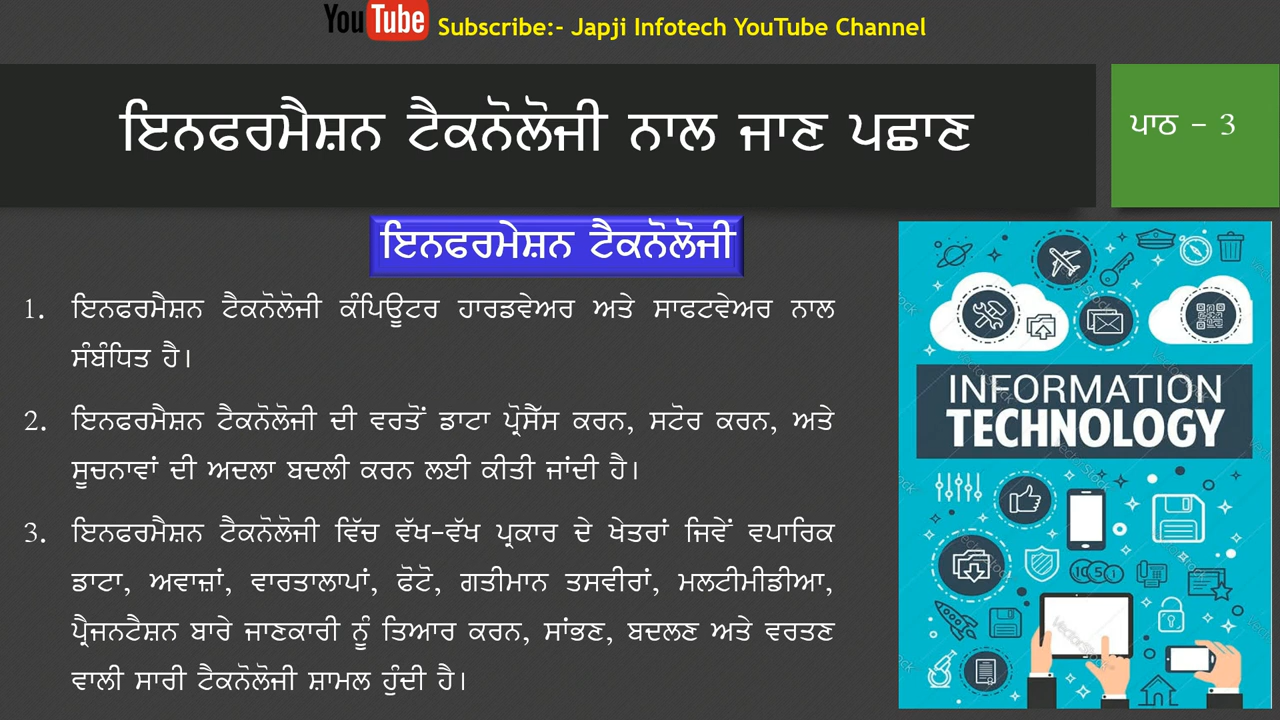 YouTube Subscribe:- Japji Infotech YouTube Channel
ਇਨਫਰਮੈਸ਼ਨ ਟੈਕਨੋਲੋਜੀ ਨਾਲ ਜਾਣ ਪਛਾਣ
ਪਾਠ - 3
ਇਨਫਰਮੇਸ਼ਨ ਟੈਕਨੋਲੋਜੀ
1. ਇਨਫਰਮੈਸ਼ਨ ਟੈਕਨੋਲੋਜੀ ਕੰਪਿਊਟਰ ਹਾਰਡਵੇਅਰ ਅਤੇ ਸਾਫਟਵੇਅਰ ਨਾਲ
ਸੰਬੰਧਿਤ ਹੈ।
2. ਇਨਫਰਮੈਸ਼ਨ ਟੈਕਨੋਲੋਜੀ ਦੀ ਵਰਤੋਂ ਡਾਟਾ ਪ੍ਰੋਸੈੱਸ ਕਰਨ, ਸਟੋਰ ਕਰਨ, ਅਤੇ
ਸੂਚਨਾਵਾਂ ਦੀ ਅਦਲਾ ਬਦਲੀ ਕਰਨ ਲਈ ਕੀਤੀ ਜਾਂਦੀ ਹੈ।
3. ਇਨਫਰਮੈਸ਼ਨ ਟੈਕਨੋਲੋਜੀ ਵਿੱਚ ਵੱਖ-ਵੱਖ ਪ੍ਰਕਾਰ ਦੇ ਖੇਤਰਾਂ ਜਿਵੇਂ ਵਪਾਰਿਕ
ਡਾਟਾ, ਅਵਾਜ਼ਾਂ, ਵਾਰਤਾਲਾਪਾਂ, ਫੋਟੋ, ਗਤੀਮਾਨ ਤਸਵੀਰਾਂ, ਮਲਟੀਮੀਡੀਆ,
ਪ੍ਰੈਜਨਟੈਸ਼ਨ ਬਾਰੇ ਜਾਣਕਾਰੀ ਨੂੰ ਤਿਆਰ ਕਰਨ, ਸਾਂਭਣ, ਬਦਲਣ ਅਤੇ ਵਰਤਣ
ਵਾਲੀ ਸਾਰੀ ਟੈਕਨੋਲੋਜੀ ਸ਼ਾਮਲ ਹੁੰਦੀ ਹੈ।
INFORMATION
TECHNOLOGY